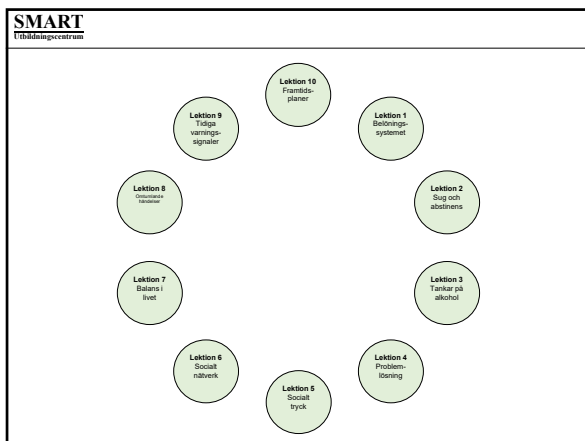 SMART
Utbildningscentrum
Lektion 10
Framtids-
planer
Lektion 1
Belönings-
systemet
Lektion 2
Sug och
abstinens
Lektion 3
Tankar på
alkohol
Lektion 4
Problem-
lösning
Lektion 5
Socialt
tryck
Lektion 6
Socialt
nätverk
Lektion 7
Balans i
livet
Lektion 8
Omtumlande
händelser
Lektion 9
Tidiga
varnings-
signaler